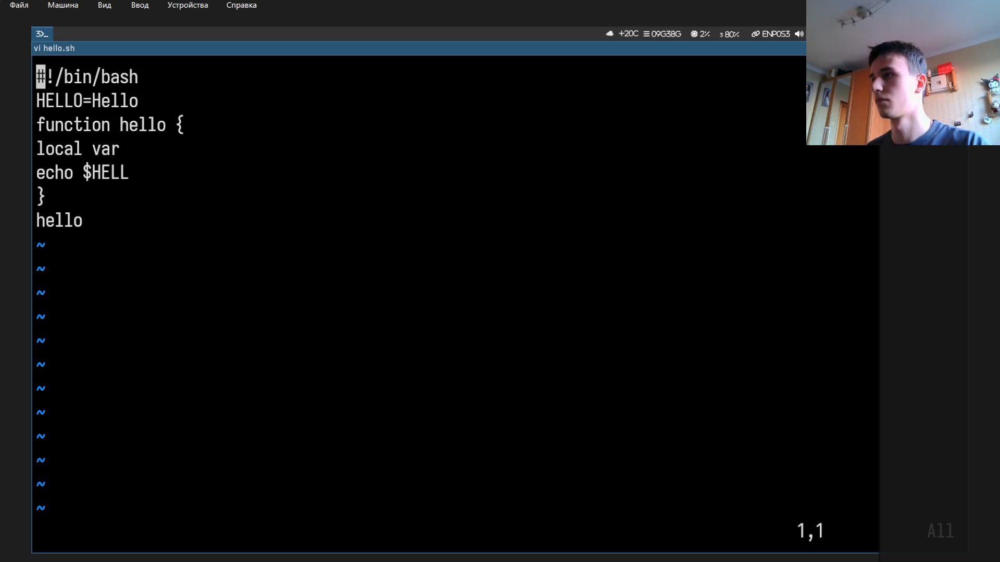 Файл Машина Вид Ввод Устройства Справка
3>_ +20C 09G38G 2% 3 80% ENP0S3
vi hello.sh
#!/bin/bash
HELLO=Hello
function hello {
local var
echo $HELL
}
hello
~
~
~
~
~
~
~
~
~
~
~
~
1,1 All